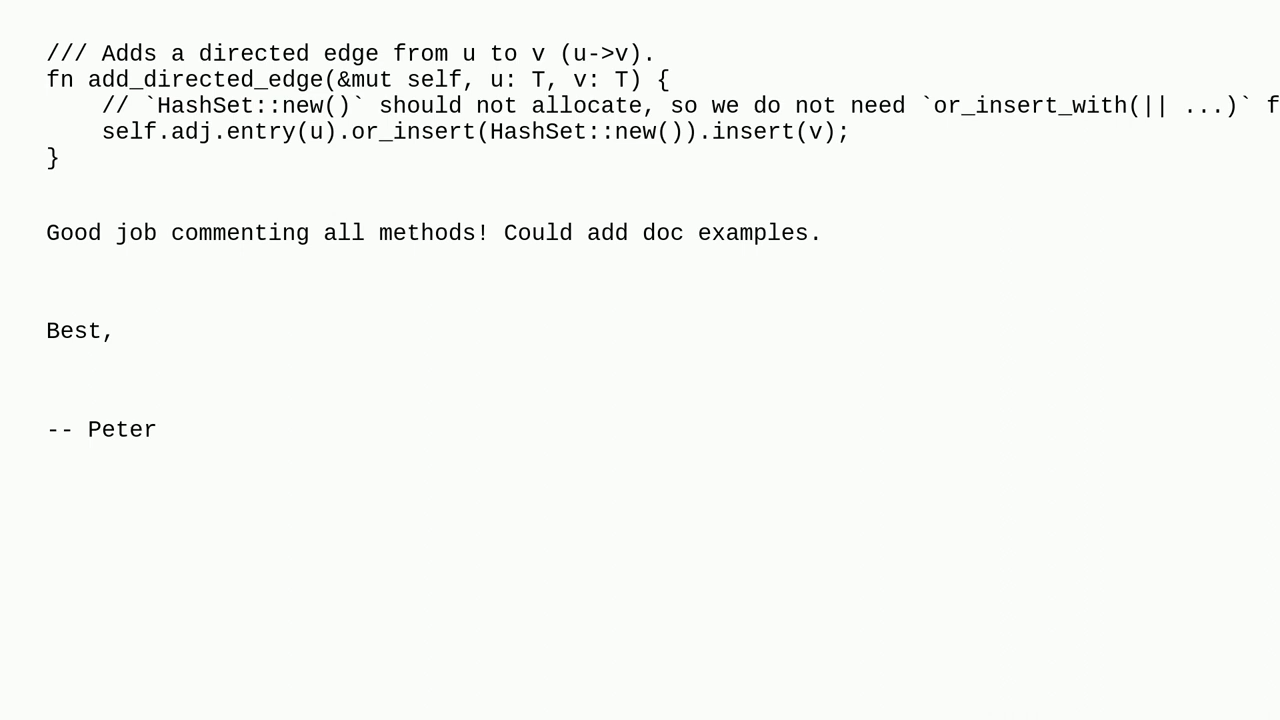 /// Adds a directed edge from u to v (u->v).
fn add_directed_edge(&mut self, u: T, v: T) {
    // `HashSet::new()` should not allocate, so we do not need `or_insert_with(|| ...)` f
    self.adj.entry(u).or_insert(HashSet::new()).insert(v);
}
Good job commenting all methods! Could add doc examples.
Best,
-- Peter